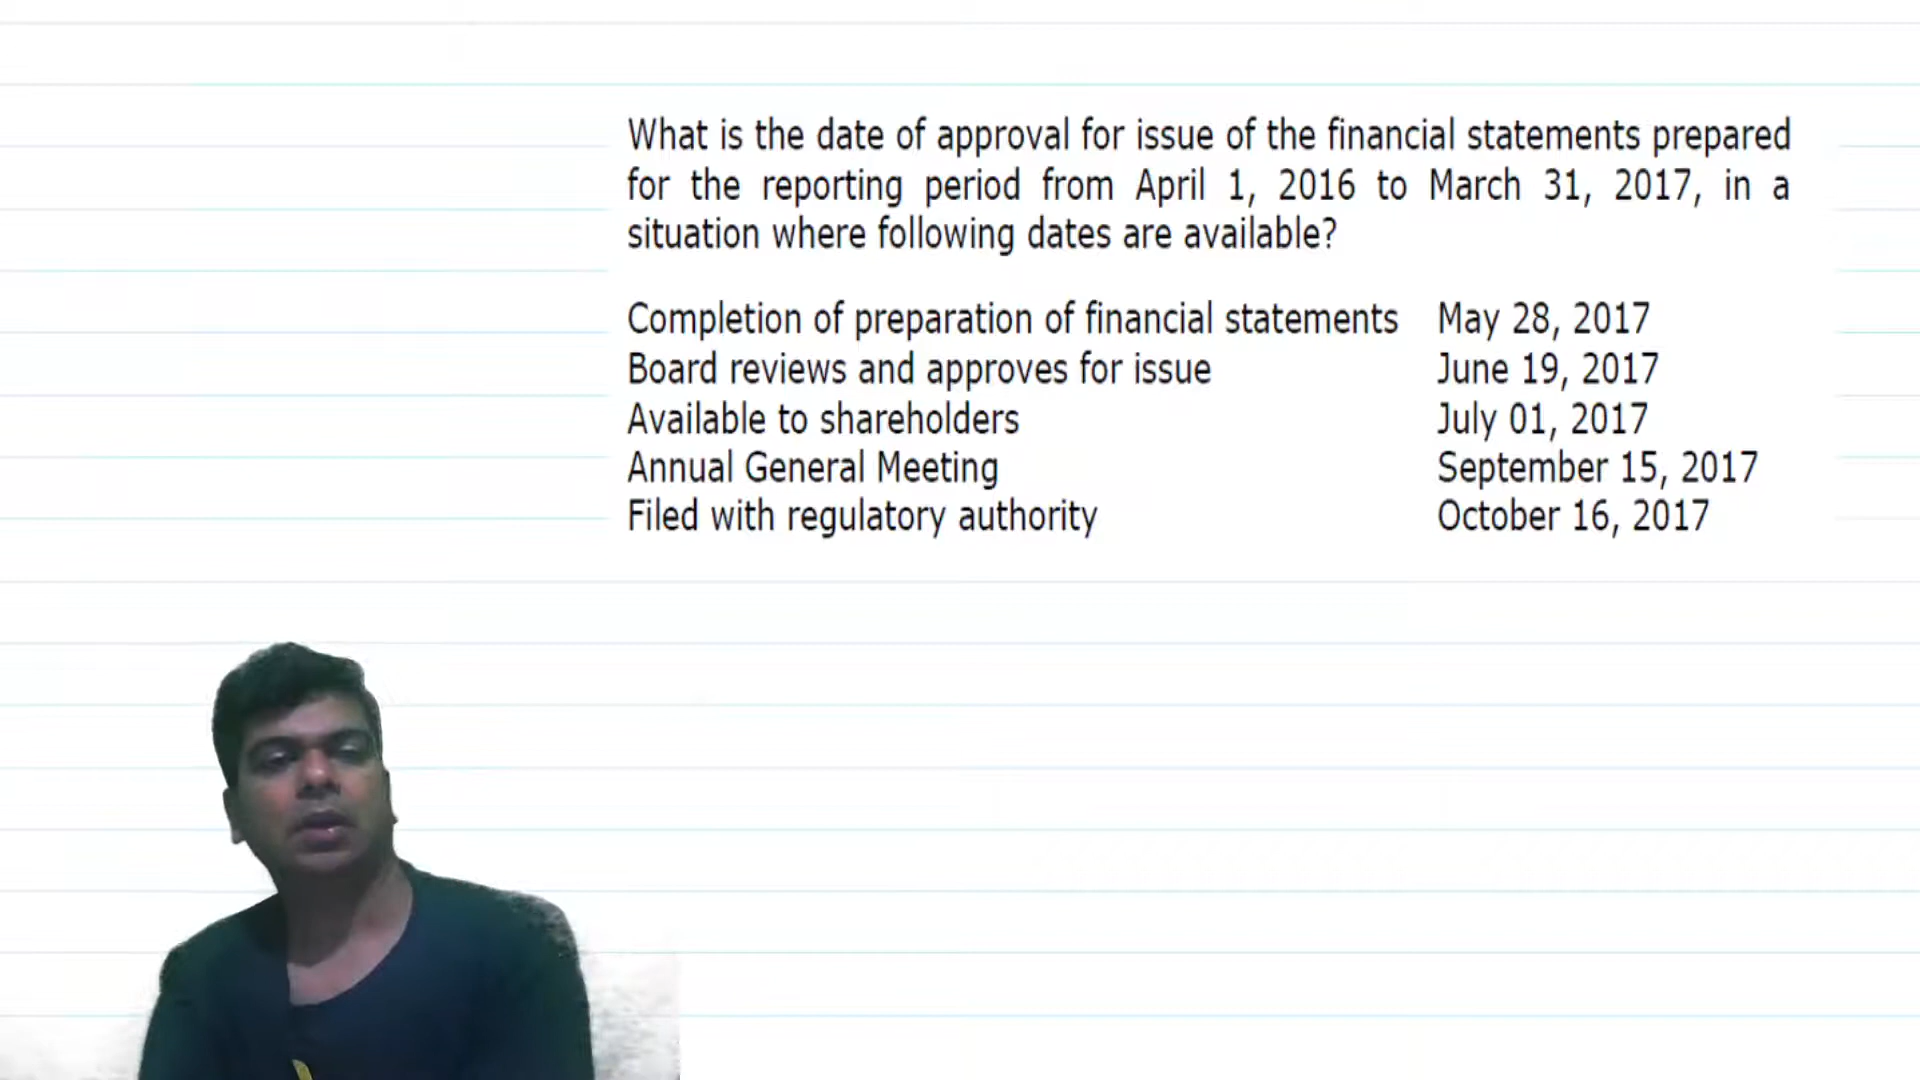 What is the date of approval for issue of the financial statements prepared
for the reporting period from April 1, 2016 to March 31, 2017, in a
situation where following dates are available?
Completion of preparation of financial statements May 28, 2017
Board reviews and approves for issue June 19, 2017
Available to shareholders July 01, 2017
Annual General Meeting September 15, 2017
Filed with regulatory authority October 16, 2017